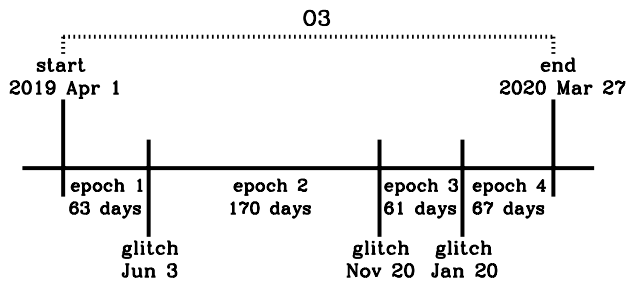 O3
start
2019 Apr 1
end
2020 Mar 27
epoch 1
63 days
epoch 2
170 days
epoch 3
61 days
epoch 4
67 days
glitch
Jun 3
glitch
Nov 20
glitch
Jan 20